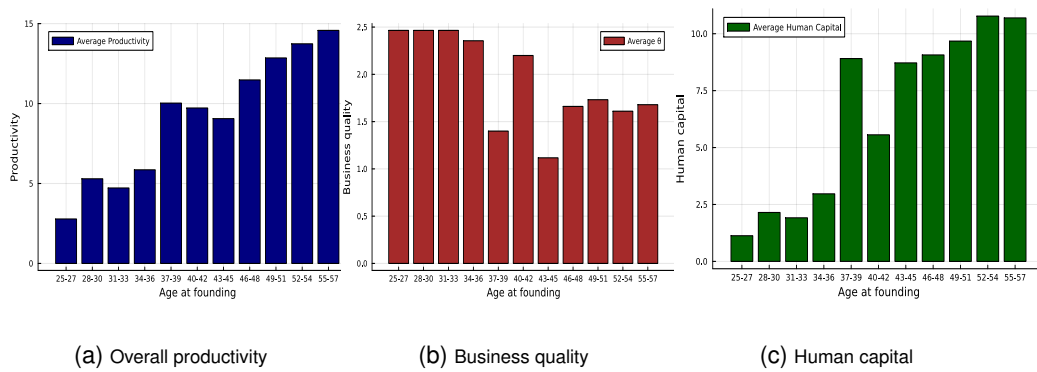 15
10
5
0
Productivity
Average Productivity
25-27 28-30 31-33 34-36 37-39 40-42 43-45 46-48 49-51 52-54 55-57
Age at founding
(a) Overall productivity
2.5
2.0
1.5
1.0
0.5
0.0
Business quality
Average θ
25-27 28-30 31-33 34-36 37-39 40-42 43-45 46-48 49-51 52-54 55-57
Age at founding
(b) Business quality
10.0
7.5
5.0
2.5
0.0
Human capital
Average Human Capital
25-27 28-30 31-33 34-36 37-39 40-42 43-45 46-48 49-51 52-54 55-57
Age at founding
(c) Human capital